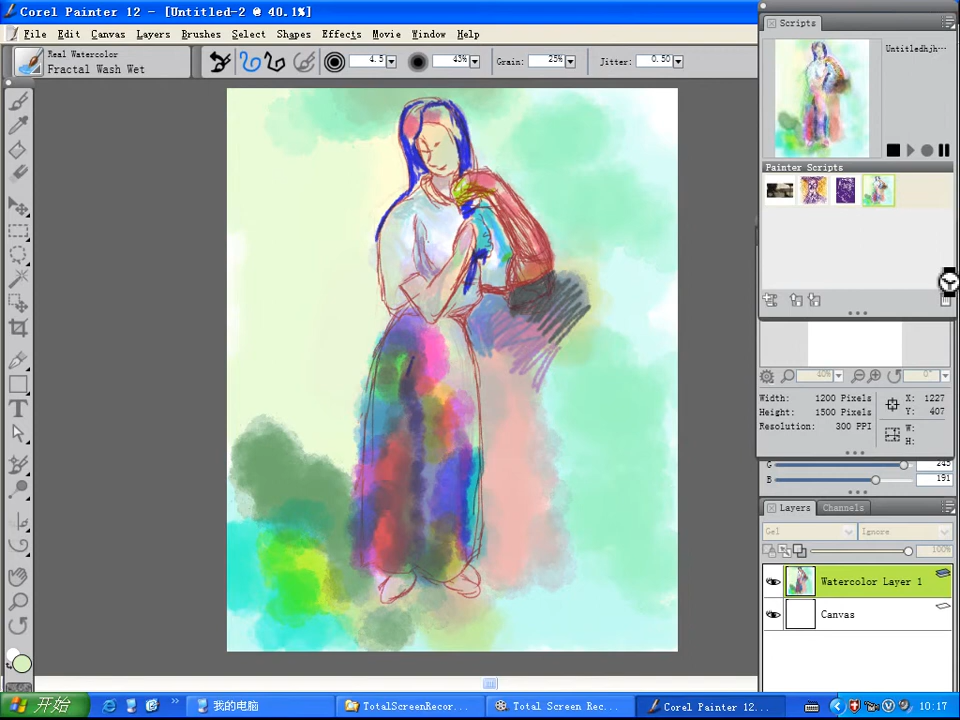 Corel Painter 12 - [Untitled-2 @ 40.1%]
File Edit Canvas Layers Brushes Select Shapes Effects Movie Window Help
Real Watercolor
Fractal Wash Wet
4.5
43%
Grain: 25%
Jitter: 0.50
Scripts
Untitledhjh···
Painter Scripts
40%
0°
Width: 1200 Pixels
Height: 1500 Pixels
Resolution: 300 PPI
X: 1227
Y: 407
W:
H:
G 245
B 191
Layers Channels
Gel Ignore
100%
Watercolor Layer 1
Canvas
T
开始
我的电脑
TotalScreenRecor...
Total Screen Rec...
Corel Painter 12...
10:17